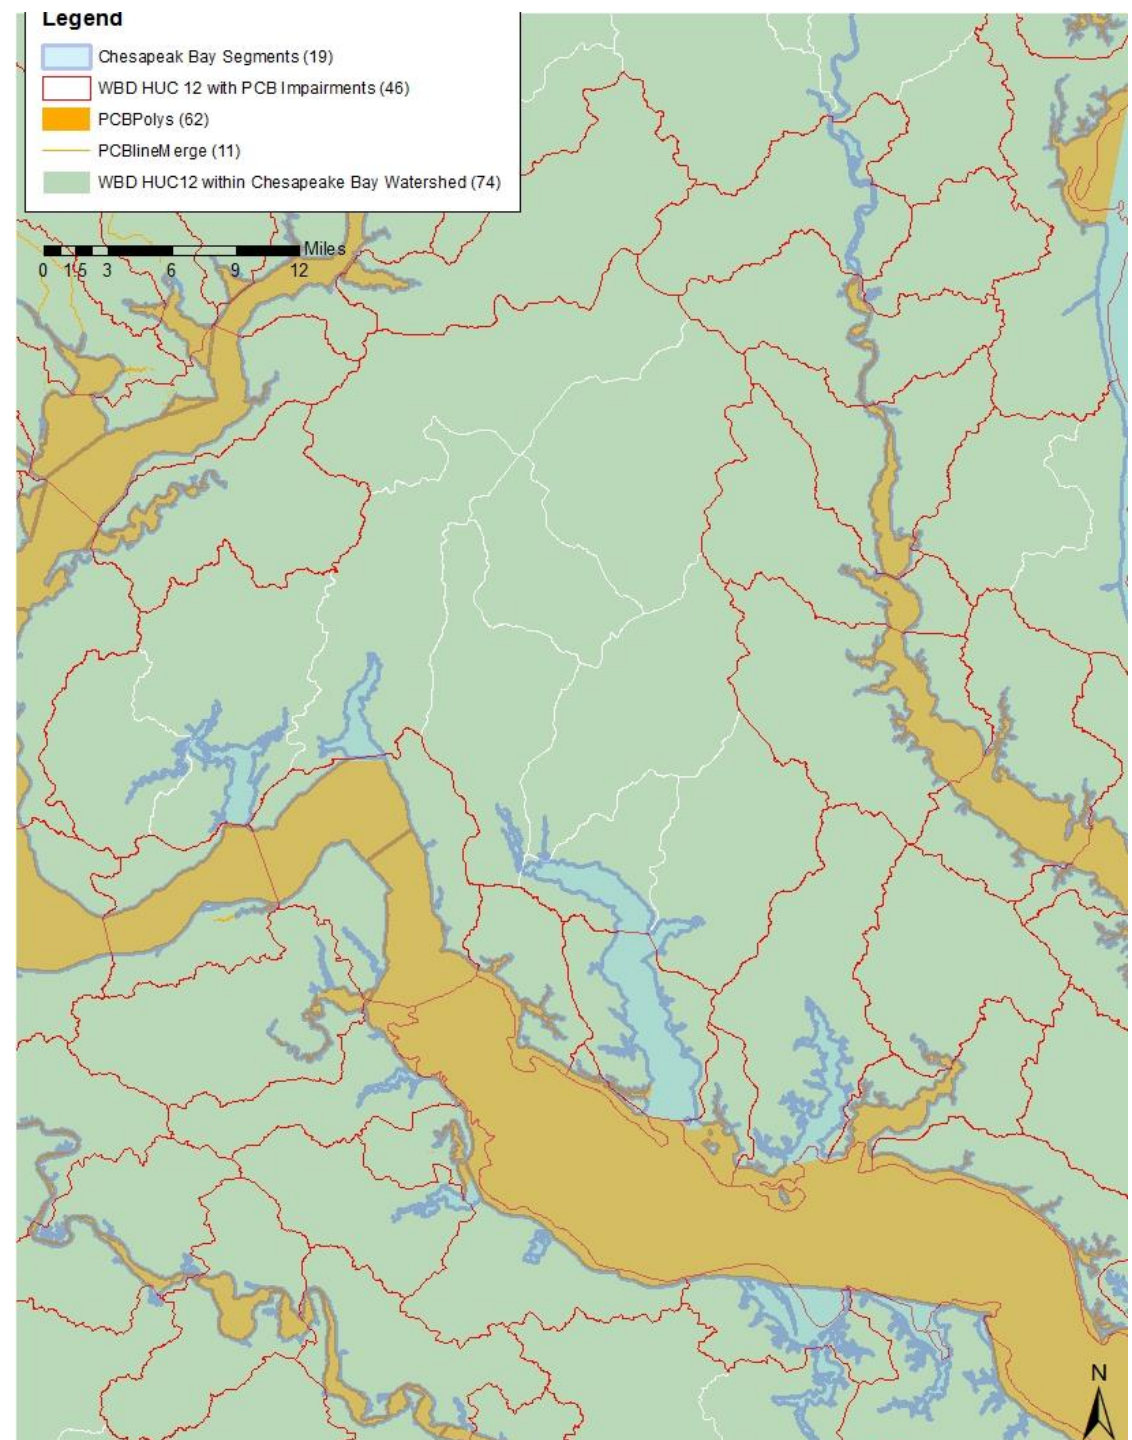 Legend
Chesapeak Bay Segments (19)
WBD HUC 12 with PCB Impairments (46)
PCBPolys (62)
PCBlineMerge (11)
WBD HUC12 within Chesapeake Bay Watershed (74)
Miles
0 1.5 3 6 9 12
N